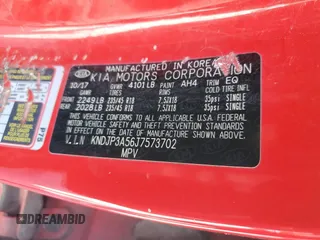 MANUFACTURED IN KOREA
KIA MOTORS CORPORATION
10/17 GVWR 4101LB PAINT AH4 TRIM EQ
COLD TIRE INFL
FRONT 2249LB 235/45 R18 7.5JX18 35psi SINGLE
REAR 2028LB 235/45 R18 7.5JX18 35psi SINGLE
THIS VEHICLE CONFORMS TO ALL APPLICABLE U.S.A. FEDERAL
MOTOR VEHICLE SAFETY AND THEFT PREVENTION STANDARDS
IN EFFECT ON THE DATE OF MANUFACTURE SHOWN ABOVE.
V.I.N KNDJP3A56J7573702
MPV
DREAMBID